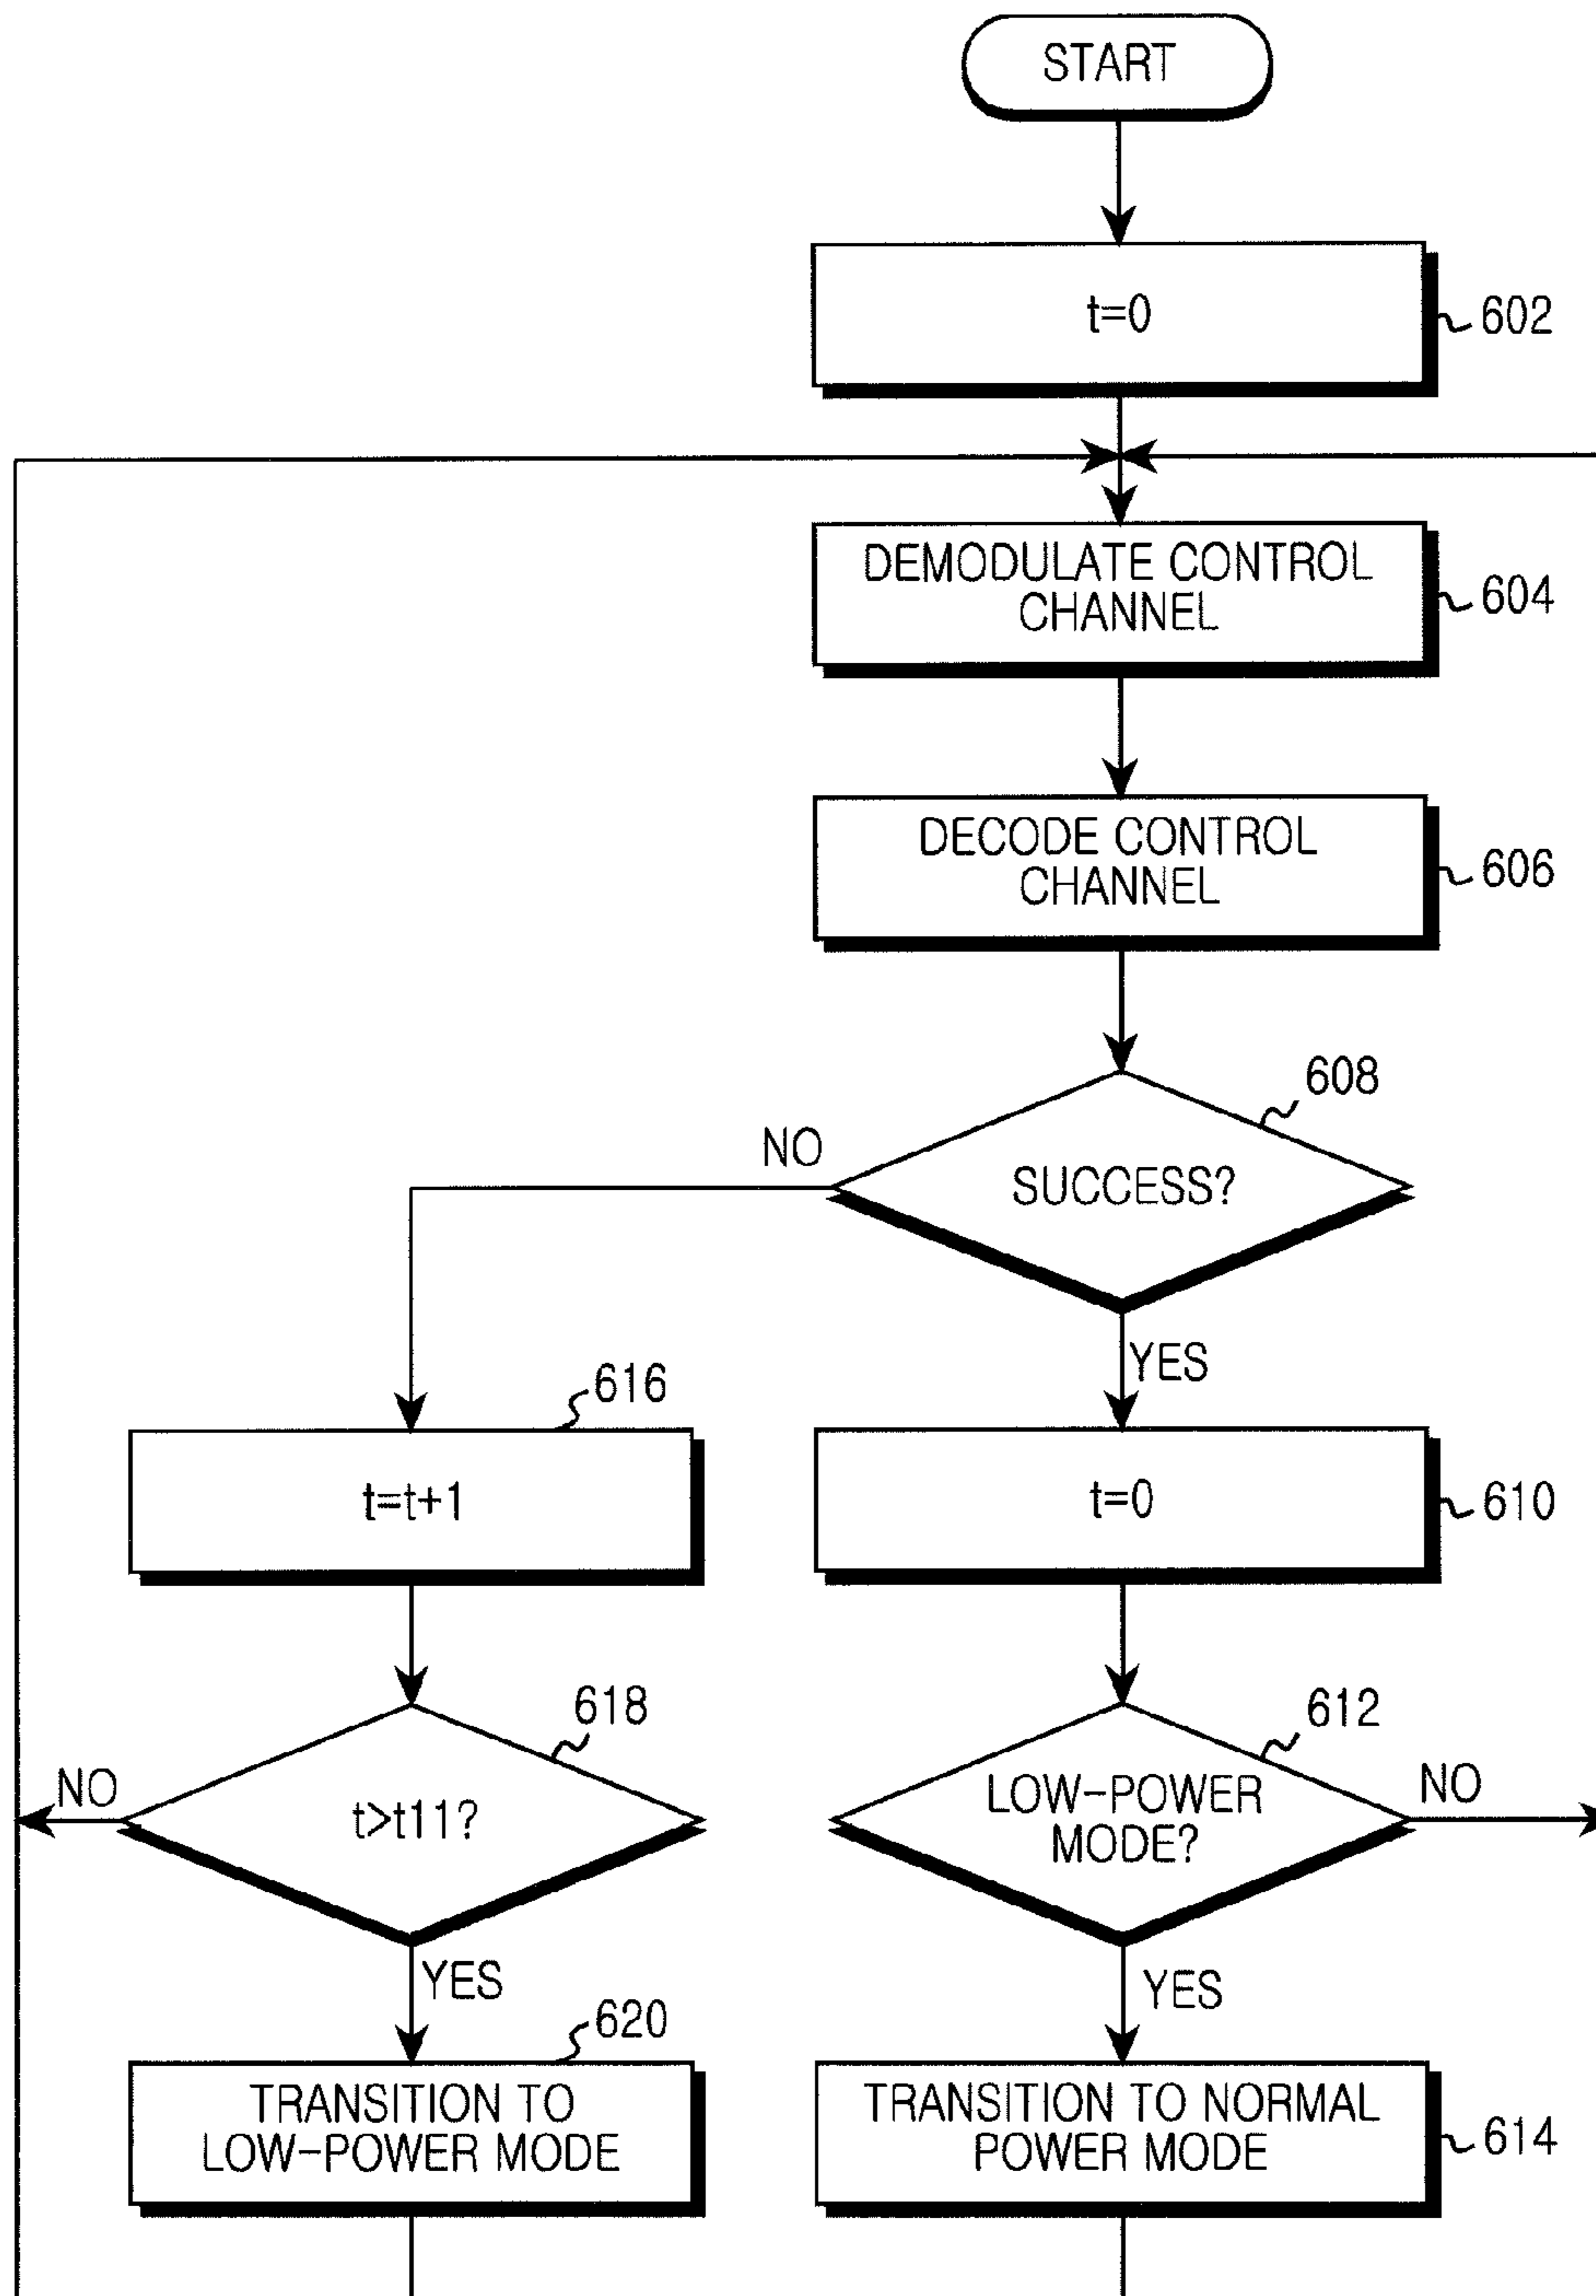 START
t=0
602
DEMODULATE CONTROL
CHANNEL
604
DECODE CONTROL
CHANNEL
606
608
NO
SUCCESS?
YES
616
t=t+1
t=0
610
618
NO
t>t11?
YES
612
LOW-POWER
MODE?
NO
YES
620
TRANSITION TO
LOW-POWER MODE
TRANSITION TO NORMAL
POWER MODE
614